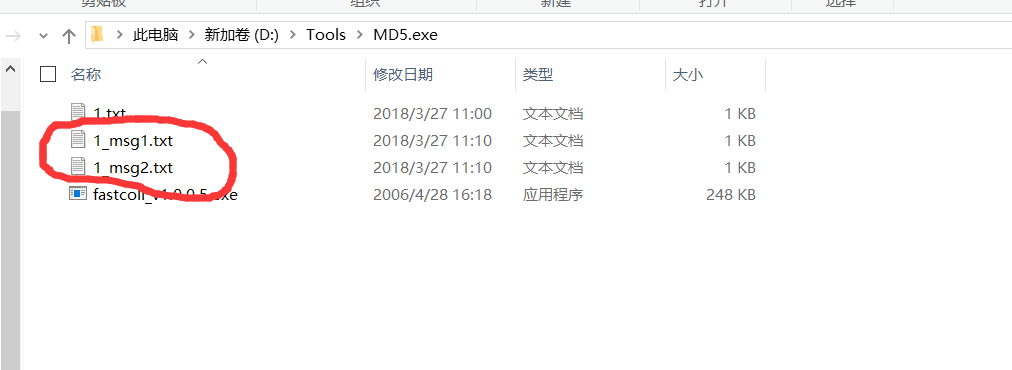 剪贴板 组织 新建 打开 选择
此电脑 新加卷 (D:) Tools MD5.exe
名称 修改日期 类型 大小
1.txt 2018/3/27 11:00 文本文档 1 KB
1_msg1.txt 2018/3/27 11:10 文本文档 1 KB
1_msg2.txt 2018/3/27 11:10 文本文档 1 KB
fastcoll_v1.0.0.5.exe 2006/4/28 16:18 应用程序 248 KB